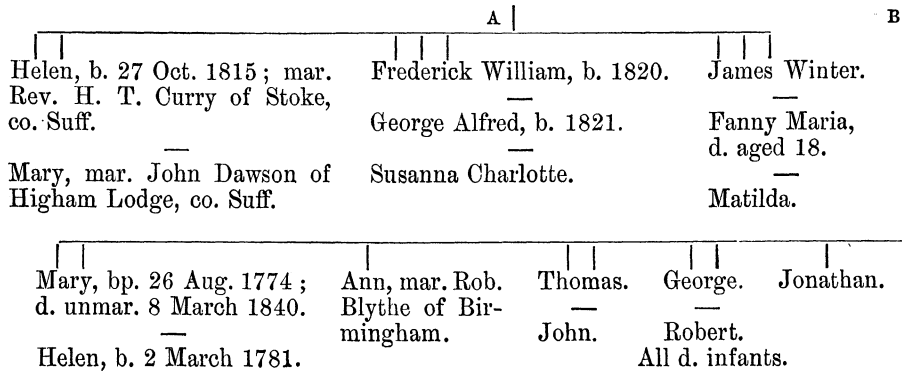 A B
Helen, b. 27 Oct. 1815; mar.
Rev. H. T. Curry of Stoke,
co. Suff.
Mary, mar. John Dawson of
Higham Lodge, co. Suff.
Frederick William, b. 1820.
George Alfred, b. 1821.
Susanna Charlotte.
James Winter.
Fanny Maria,
d. aged 18.
Matilda.
Mary, bp. 26 Aug. 1774;
d. unmar. 8 March 1840.
Helen, b. 2 March 1781.
Ann, mar. Rob.
Blythe of Bir-
mingham.
Thomas.
John.
George.
Robert.
All d. infants.
Jonathan.